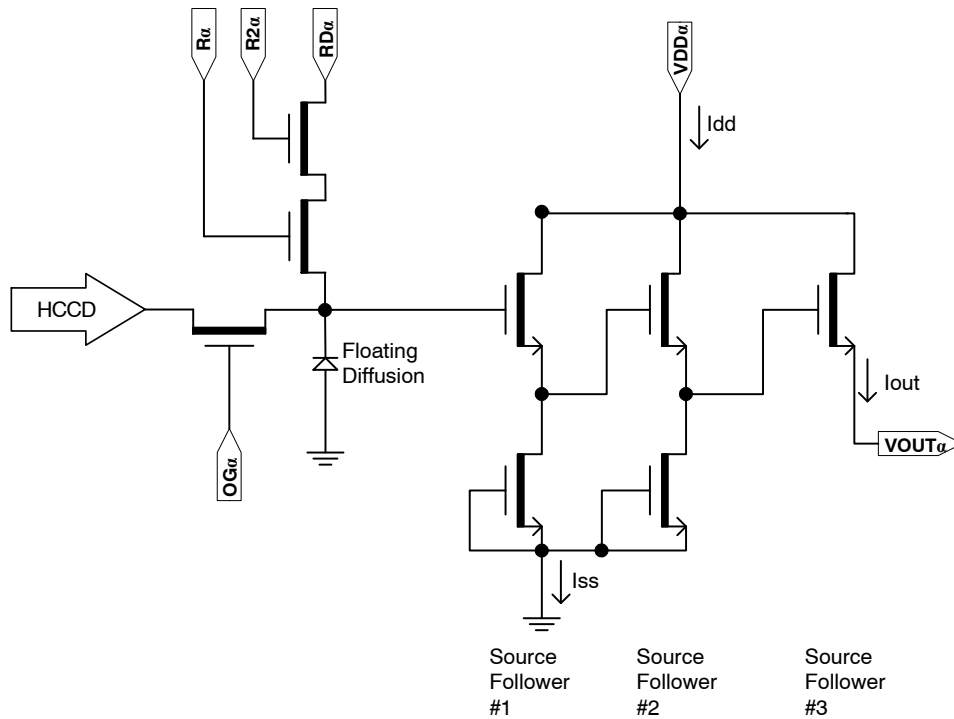 Rα
R2α
RDα
VDDα
Idd
HCCD
Floating
Diffusion
Iout
VOUTα
OGα
Iss
Source
Follower
#1
Source
Follower
#2
Source
Follower
#3